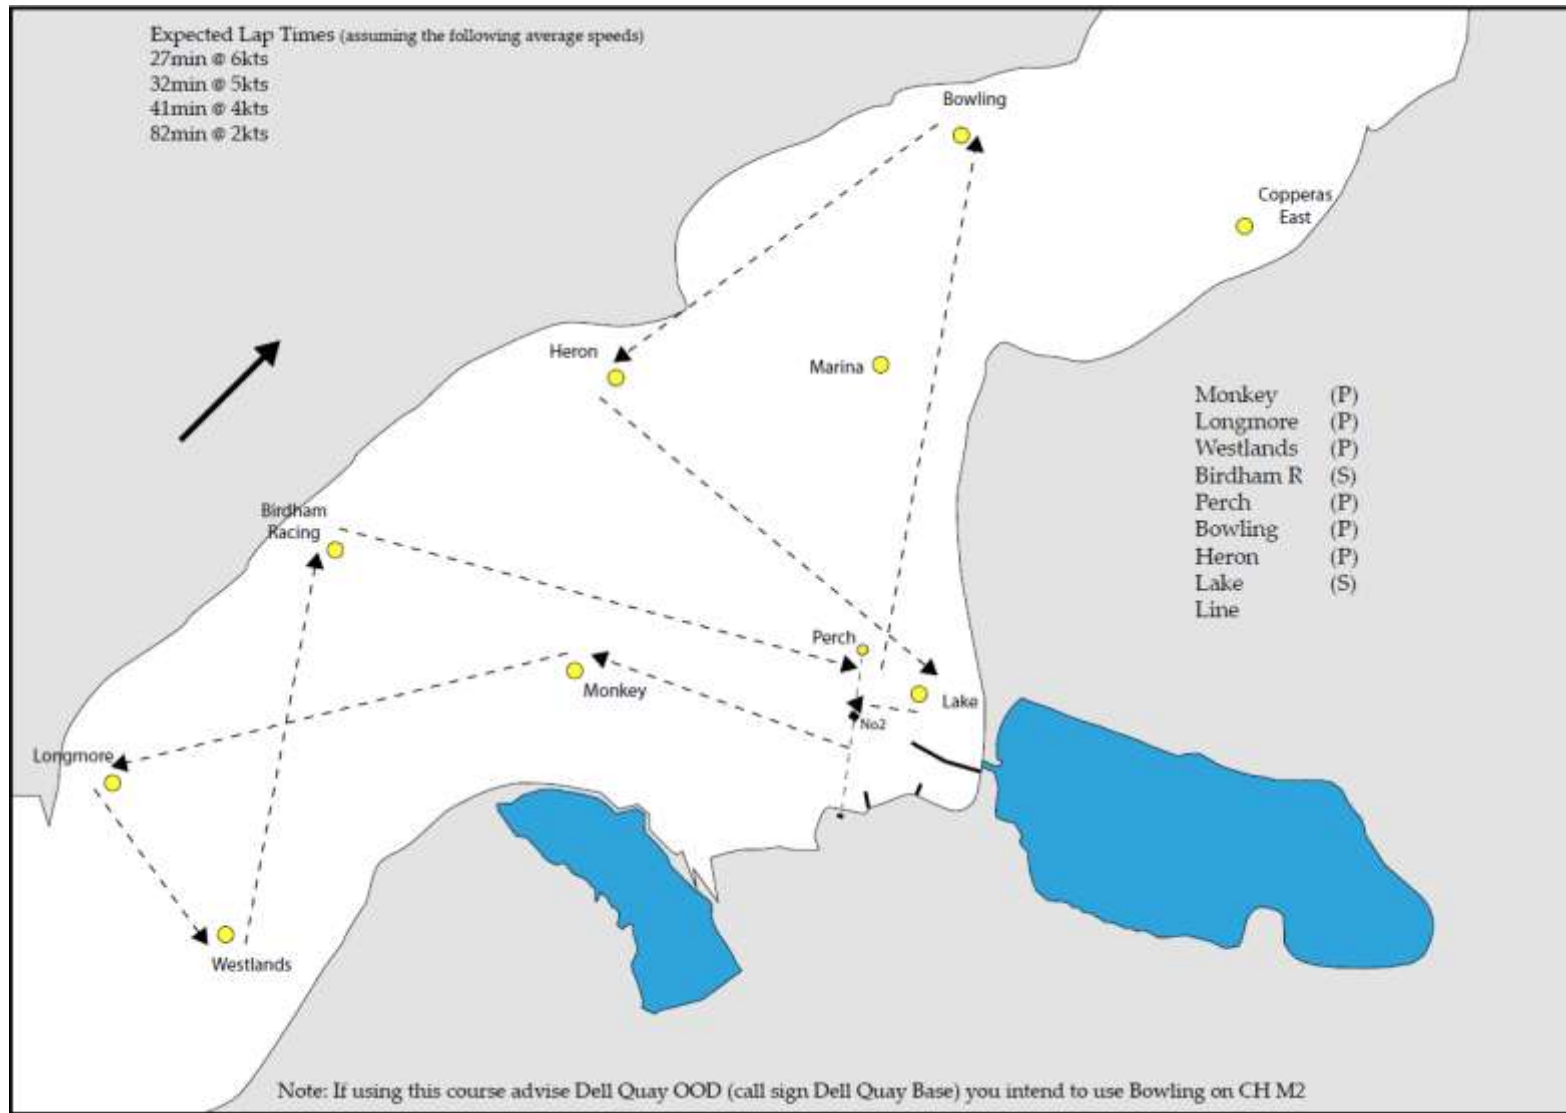 Expected Lap Times (assuming the following average speeds)
27min @ 6kts
32min @ 5kts
41min @ 4kts
82min @ 2kts
Bowling
Copperas
East
Heron
Marina
Monkey (P)
Longmore (P)
Westlands (P)
Birdham R (S)
Perch (P)
Bowling (P)
Heron (P)
Lake (S)
Line
Birdham
Racing
Perch
Monkey
Lake
No2
Longmore
Westlands
Note: If using this course advise Dell Quay OOD (call sign Dell Quay Base) you intend to use Bowling on CH M2